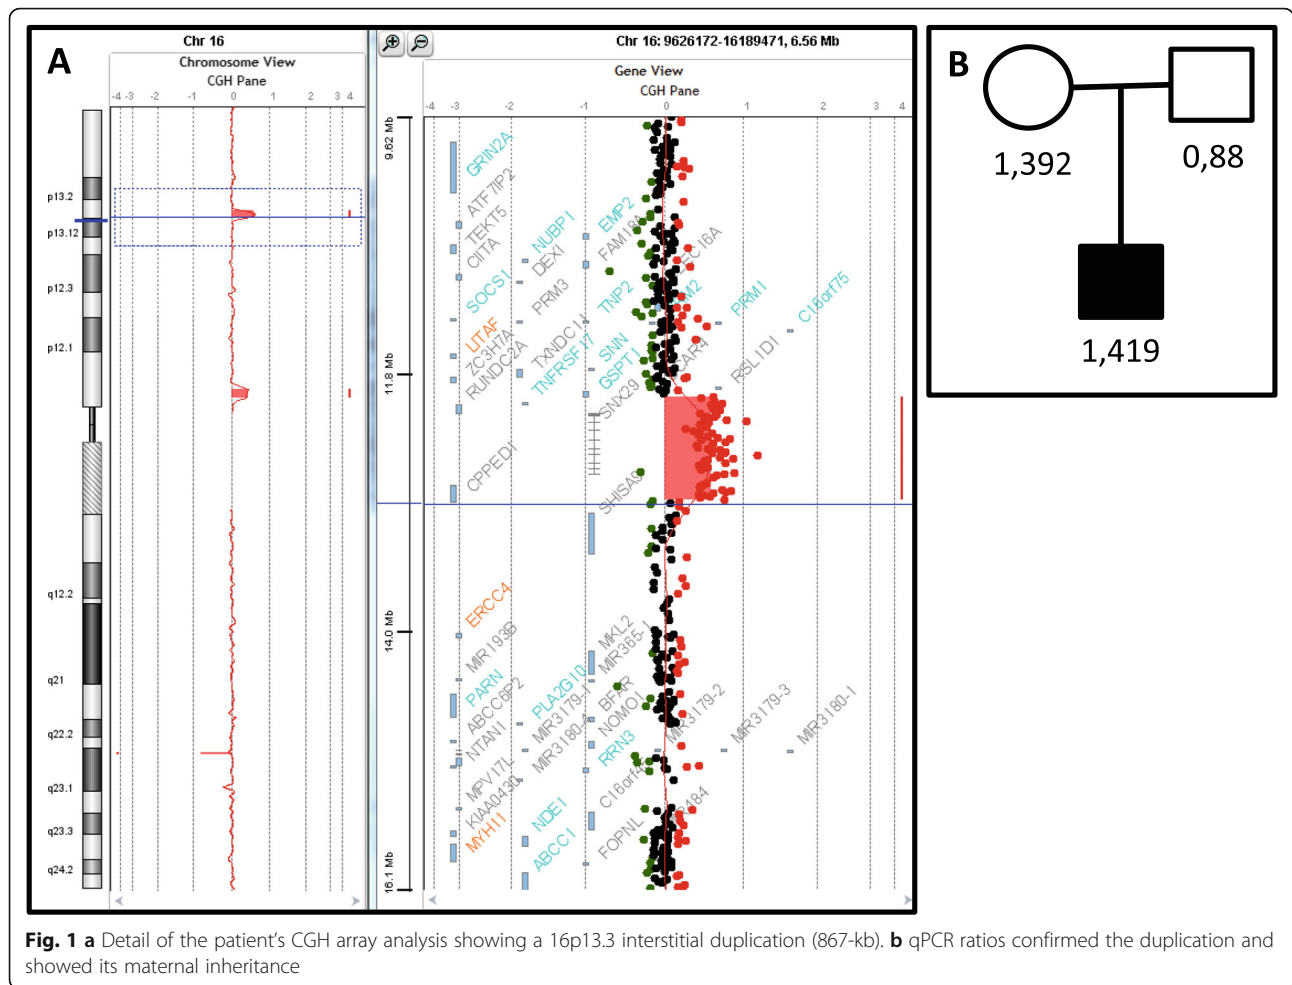 A
Chr 16
Chromosome View
CGH Pane
-4 -3 -2 -1 0 1 2 3 4
p13.2
p13.12
p12.3
p12.1
q12.2
q21
q22.2
q23.1
q23.3
q24.2
Chr 16: 9626172-16189471, 6.56 Mb
Gene View
CGH Pane
-4 -3 -2 -1 0 1 2 3 4
9.62 Mb
11.8 Mb
14.0 Mb
16.1 Mb
GRIN2A
ATF7IP2
TEKT5
CIITA
NUBP1
DEXI
EMP2
FAM18A
SOCS1
PRM3
TNP2
PRM1
C16orf75
LITAF
ZC3H7A
RUNDC2A
TXNDC11
TNFRSF17
SNN
GSPT1
RSL1D1
SNX29
CPPED1
SHISA9
ERCC4
MIR193B
MKL2
MIR365-1
PARN
ABCC6P2
NTAN1
PLA2G10
MIR3179-1
BFAR
NOMO1
MIR3179-2
MIR3179-3
MIR3180-1
RRN3
MPV17L
KIAA0430
MYH11
NDE1
ABCC1
FOPNL
B
1,392
0,88
1,419
Fig. 1 a Detail of the patient's CGH array analysis showing a 16p13.3 interstitial duplication (867-kb). b qPCR ratios confirmed the duplication and
showed its maternal inheritance